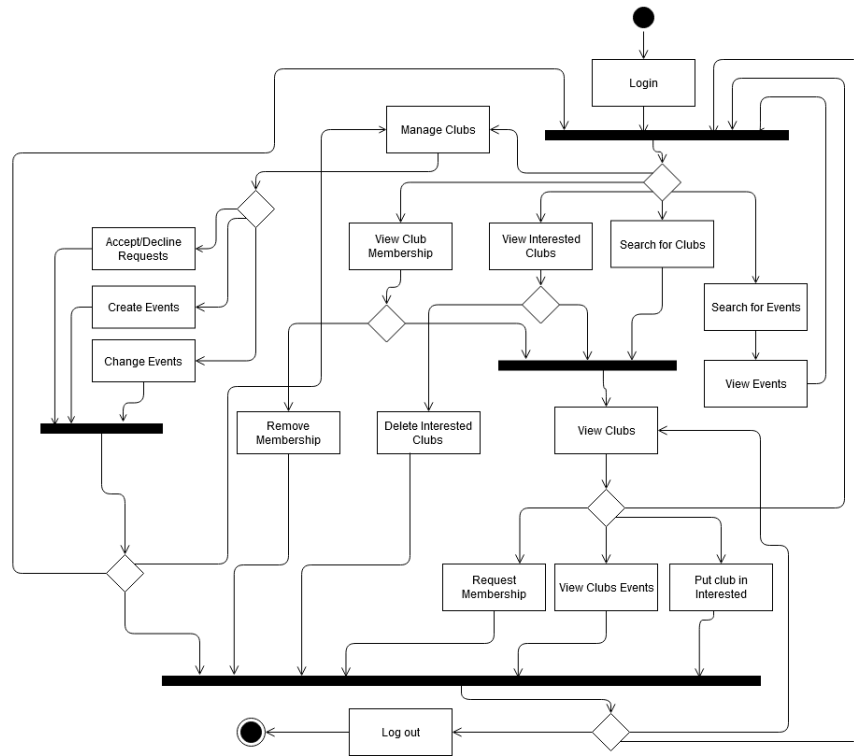 Login
Manage Clubs
View Club
Membership
View Interested
Clubs
Search for Clubs
Accept/Decline
Requests
Create Events
Search for Events
Change Events
View Events
Remove
Membership
Delete Interested
Clubs
View Clubs
Request
Membership
View Clubs Events
Put club in
Interested
Log out